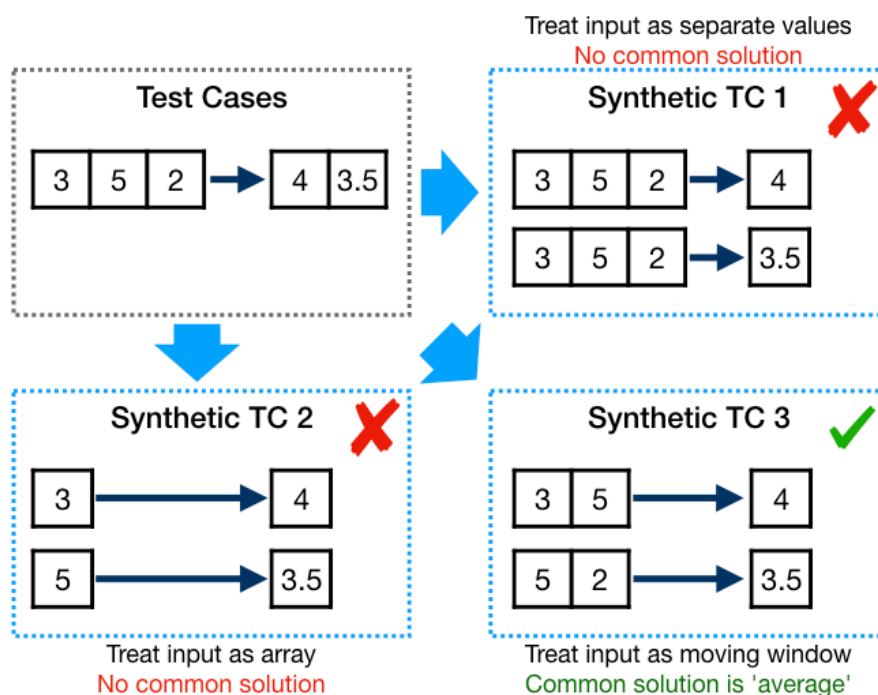 Treat input as separate values
No common solution
Test Cases
3 5 2 4 3.5
Synthetic TC 1
3 5 2 4
3 5 2 3.5
Synthetic TC 2
3 4
5 3.5
Treat input as array
No common solution
Synthetic TC 3
3 5 4
5 2 3.5
Treat input as moving window
Common solution is 'average'